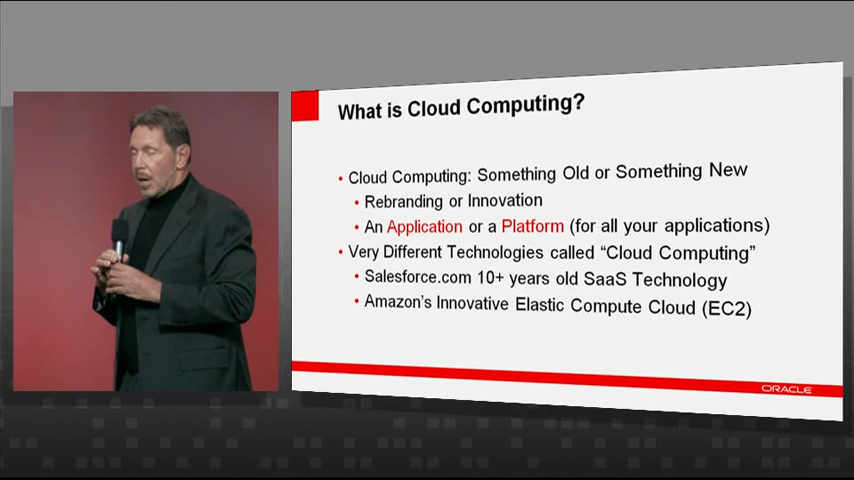 What is Cloud Computing?
• Cloud Computing: Something Old or Something New
• Rebranding or Innovation
• An Application or a Platform (for all your applications)
• Very Different Technologies called “Cloud Computing”
• Salesforce.com 10+ years old SaaS Technology
• Amazon’s Innovative Elastic Compute Cloud (EC2)
ORACLE